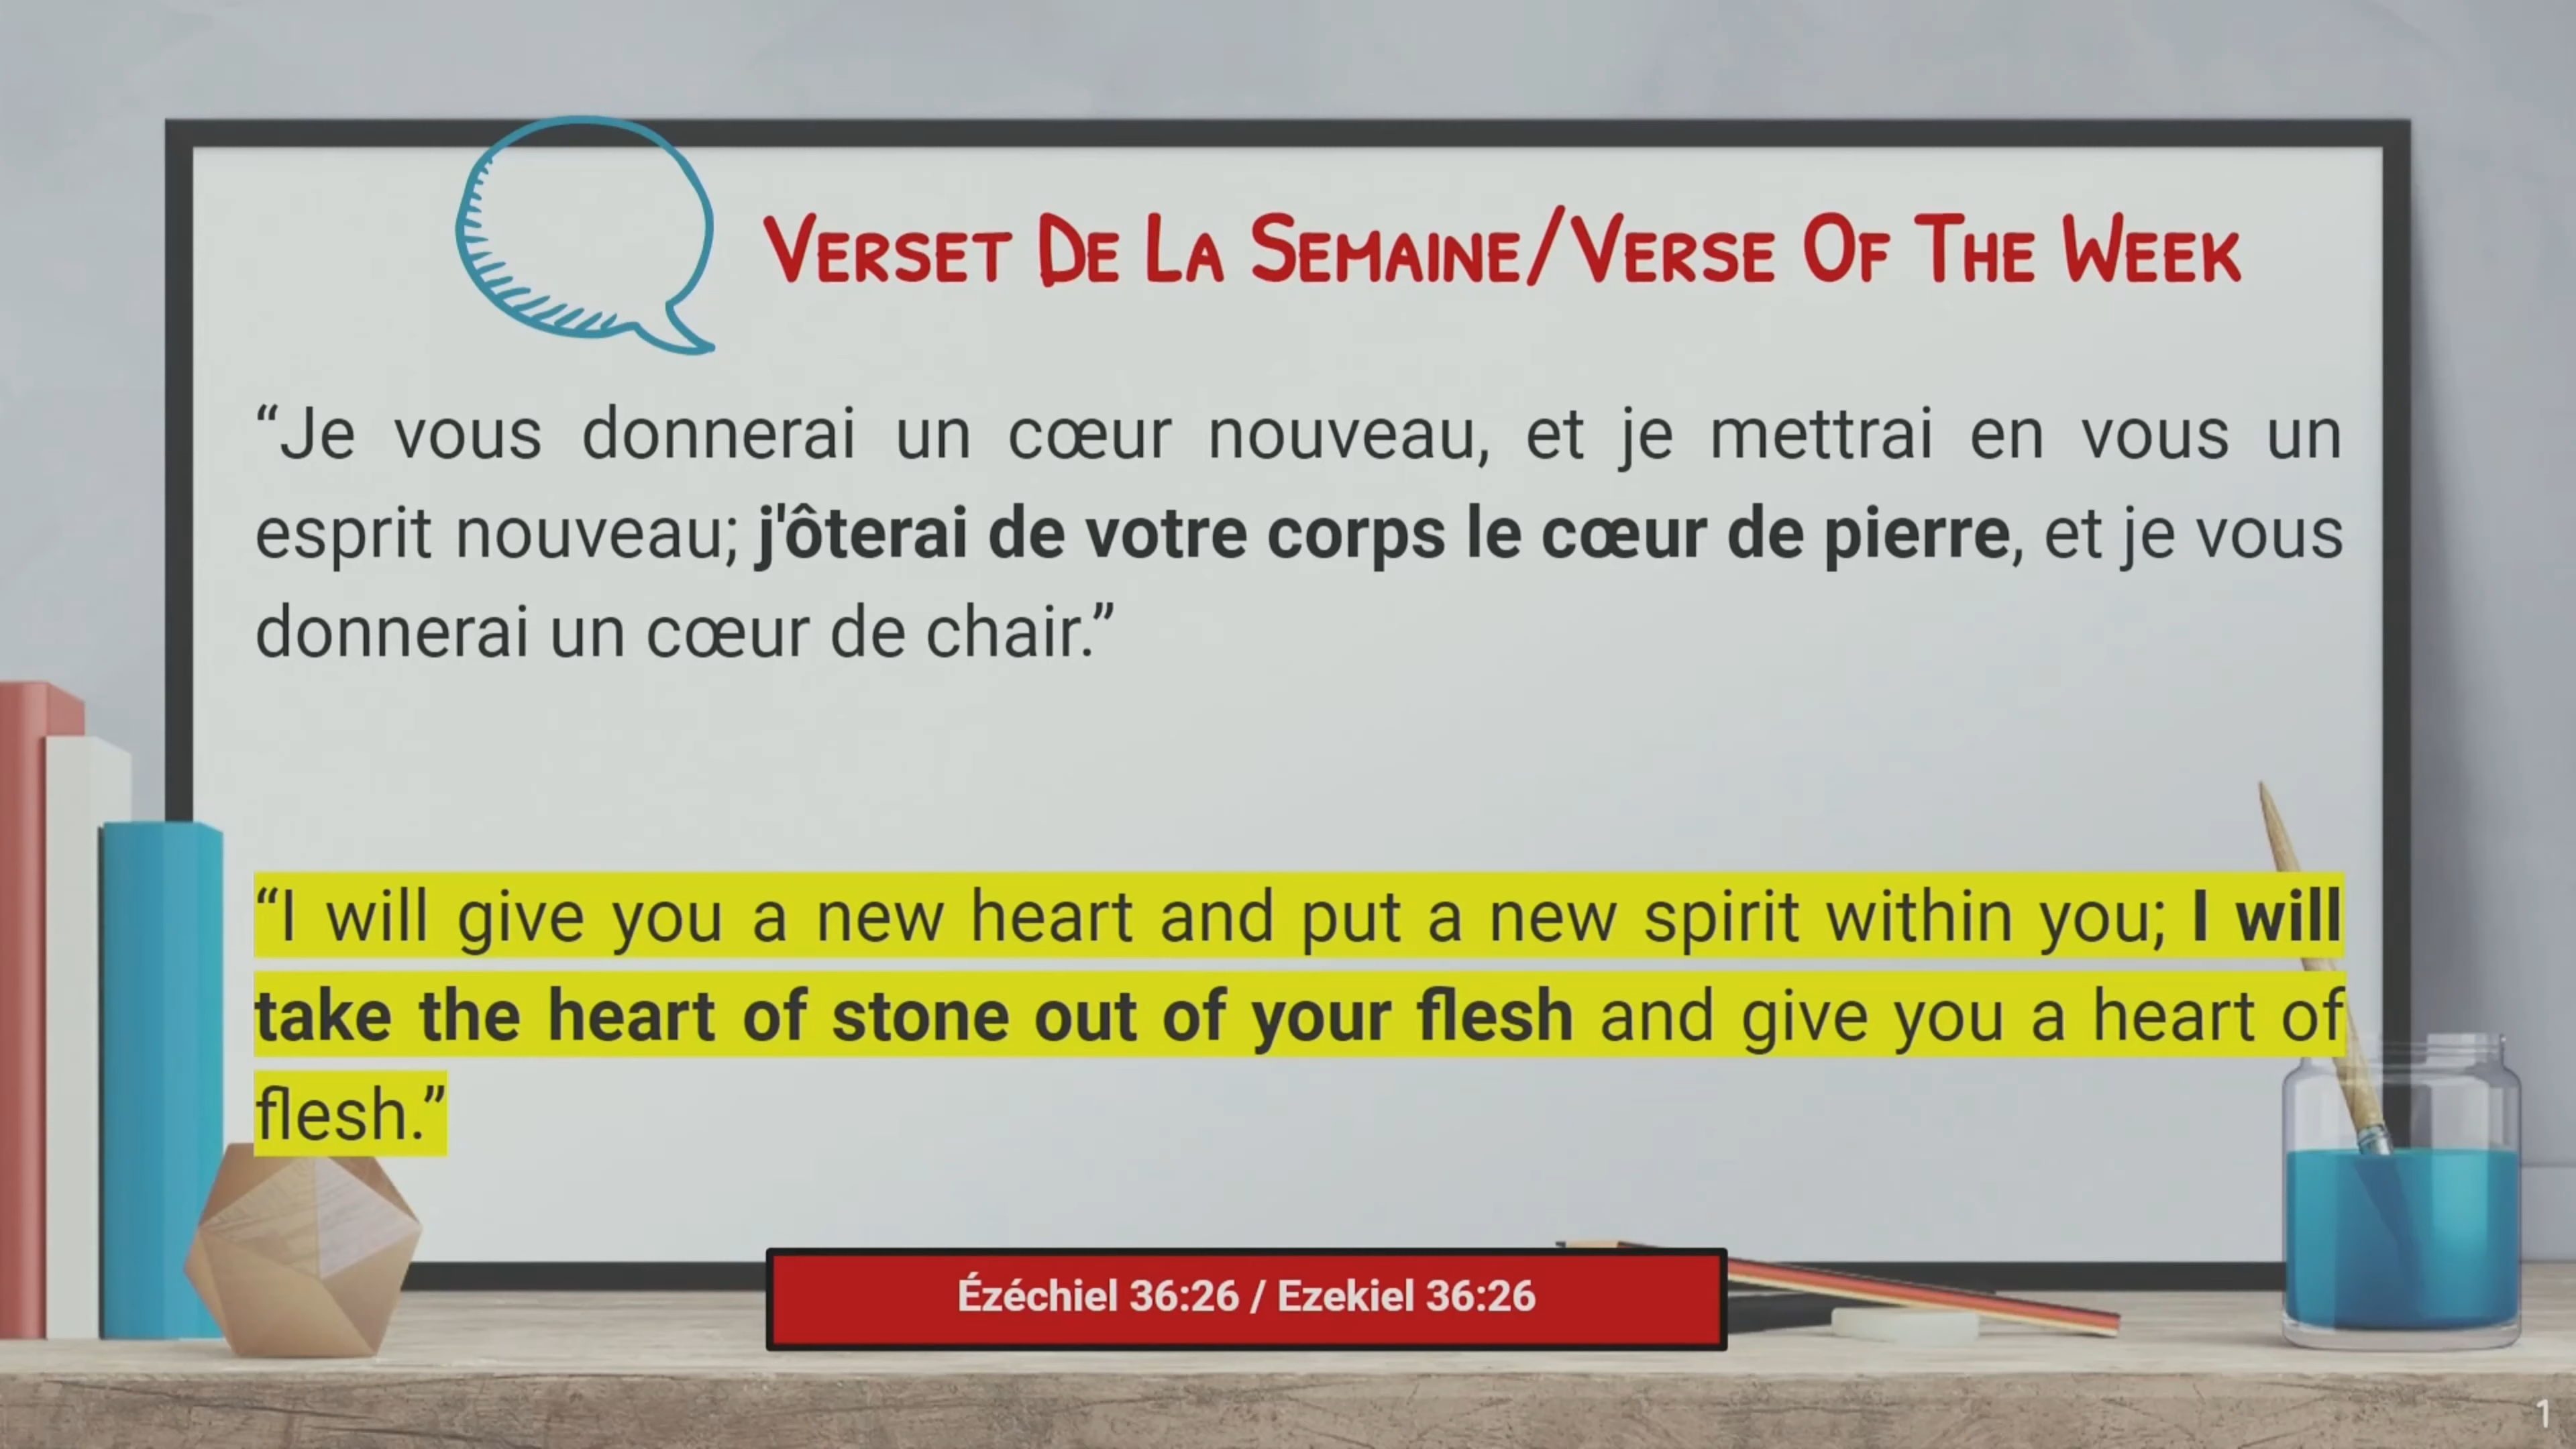 Verset De La Semaine/Verse Of The Week
“Je vous donnerai un cœur nouveau, et je mettrai en vous un
esprit nouveau; j'ôterai de votre corps le cœur de pierre, et je vous
donnerai un cœur de chair.”
“I will give you a new heart and put a new spirit within you; I will
take the heart of stone out of your flesh and give you a heart of
flesh.”
Ézéchiel 36:26 / Ezekiel 36:26
1